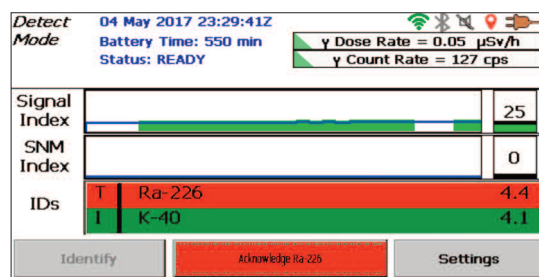 Detect Mode
04 May 2017 23:29:41Z
Battery Time: 550 min
Status: READY
γ Dose Rate = 0.05 µSv/h
γ Count Rate = 127 cps
Signal Index
25
SNM Index
0
IDs
T Ra-226 4.4
I K-40 4.1
Identify
Acknowledge Ra-226
Settings